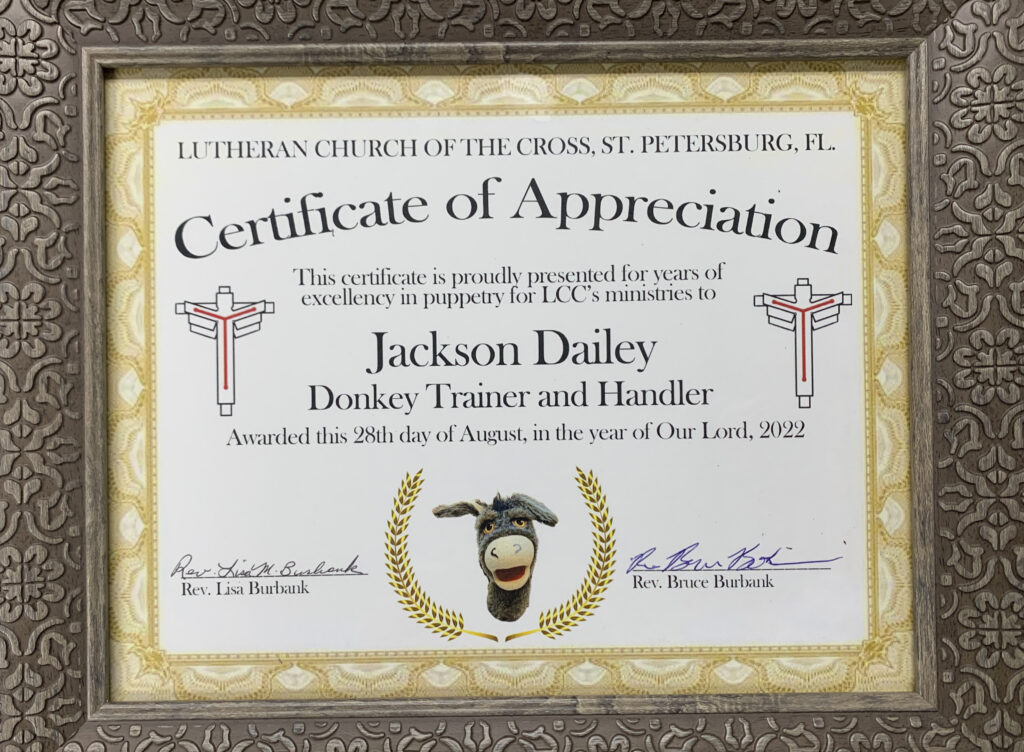 LUTHERAN CHURCH OF THE CROSS, ST. PETERSBURG, FL.
Certificate of Appreciation
This certificate is proudly presented for years of
excellency in puppetry for LCC's ministries to
Jackson Dailey
Donkey Trainer and Handler
Awarded this 28th day of August, in the year of Our Lord, 2022
Rev. Lisa M. Burbank
Rev. Lisa Burbank
Rev. Bruce Burbank